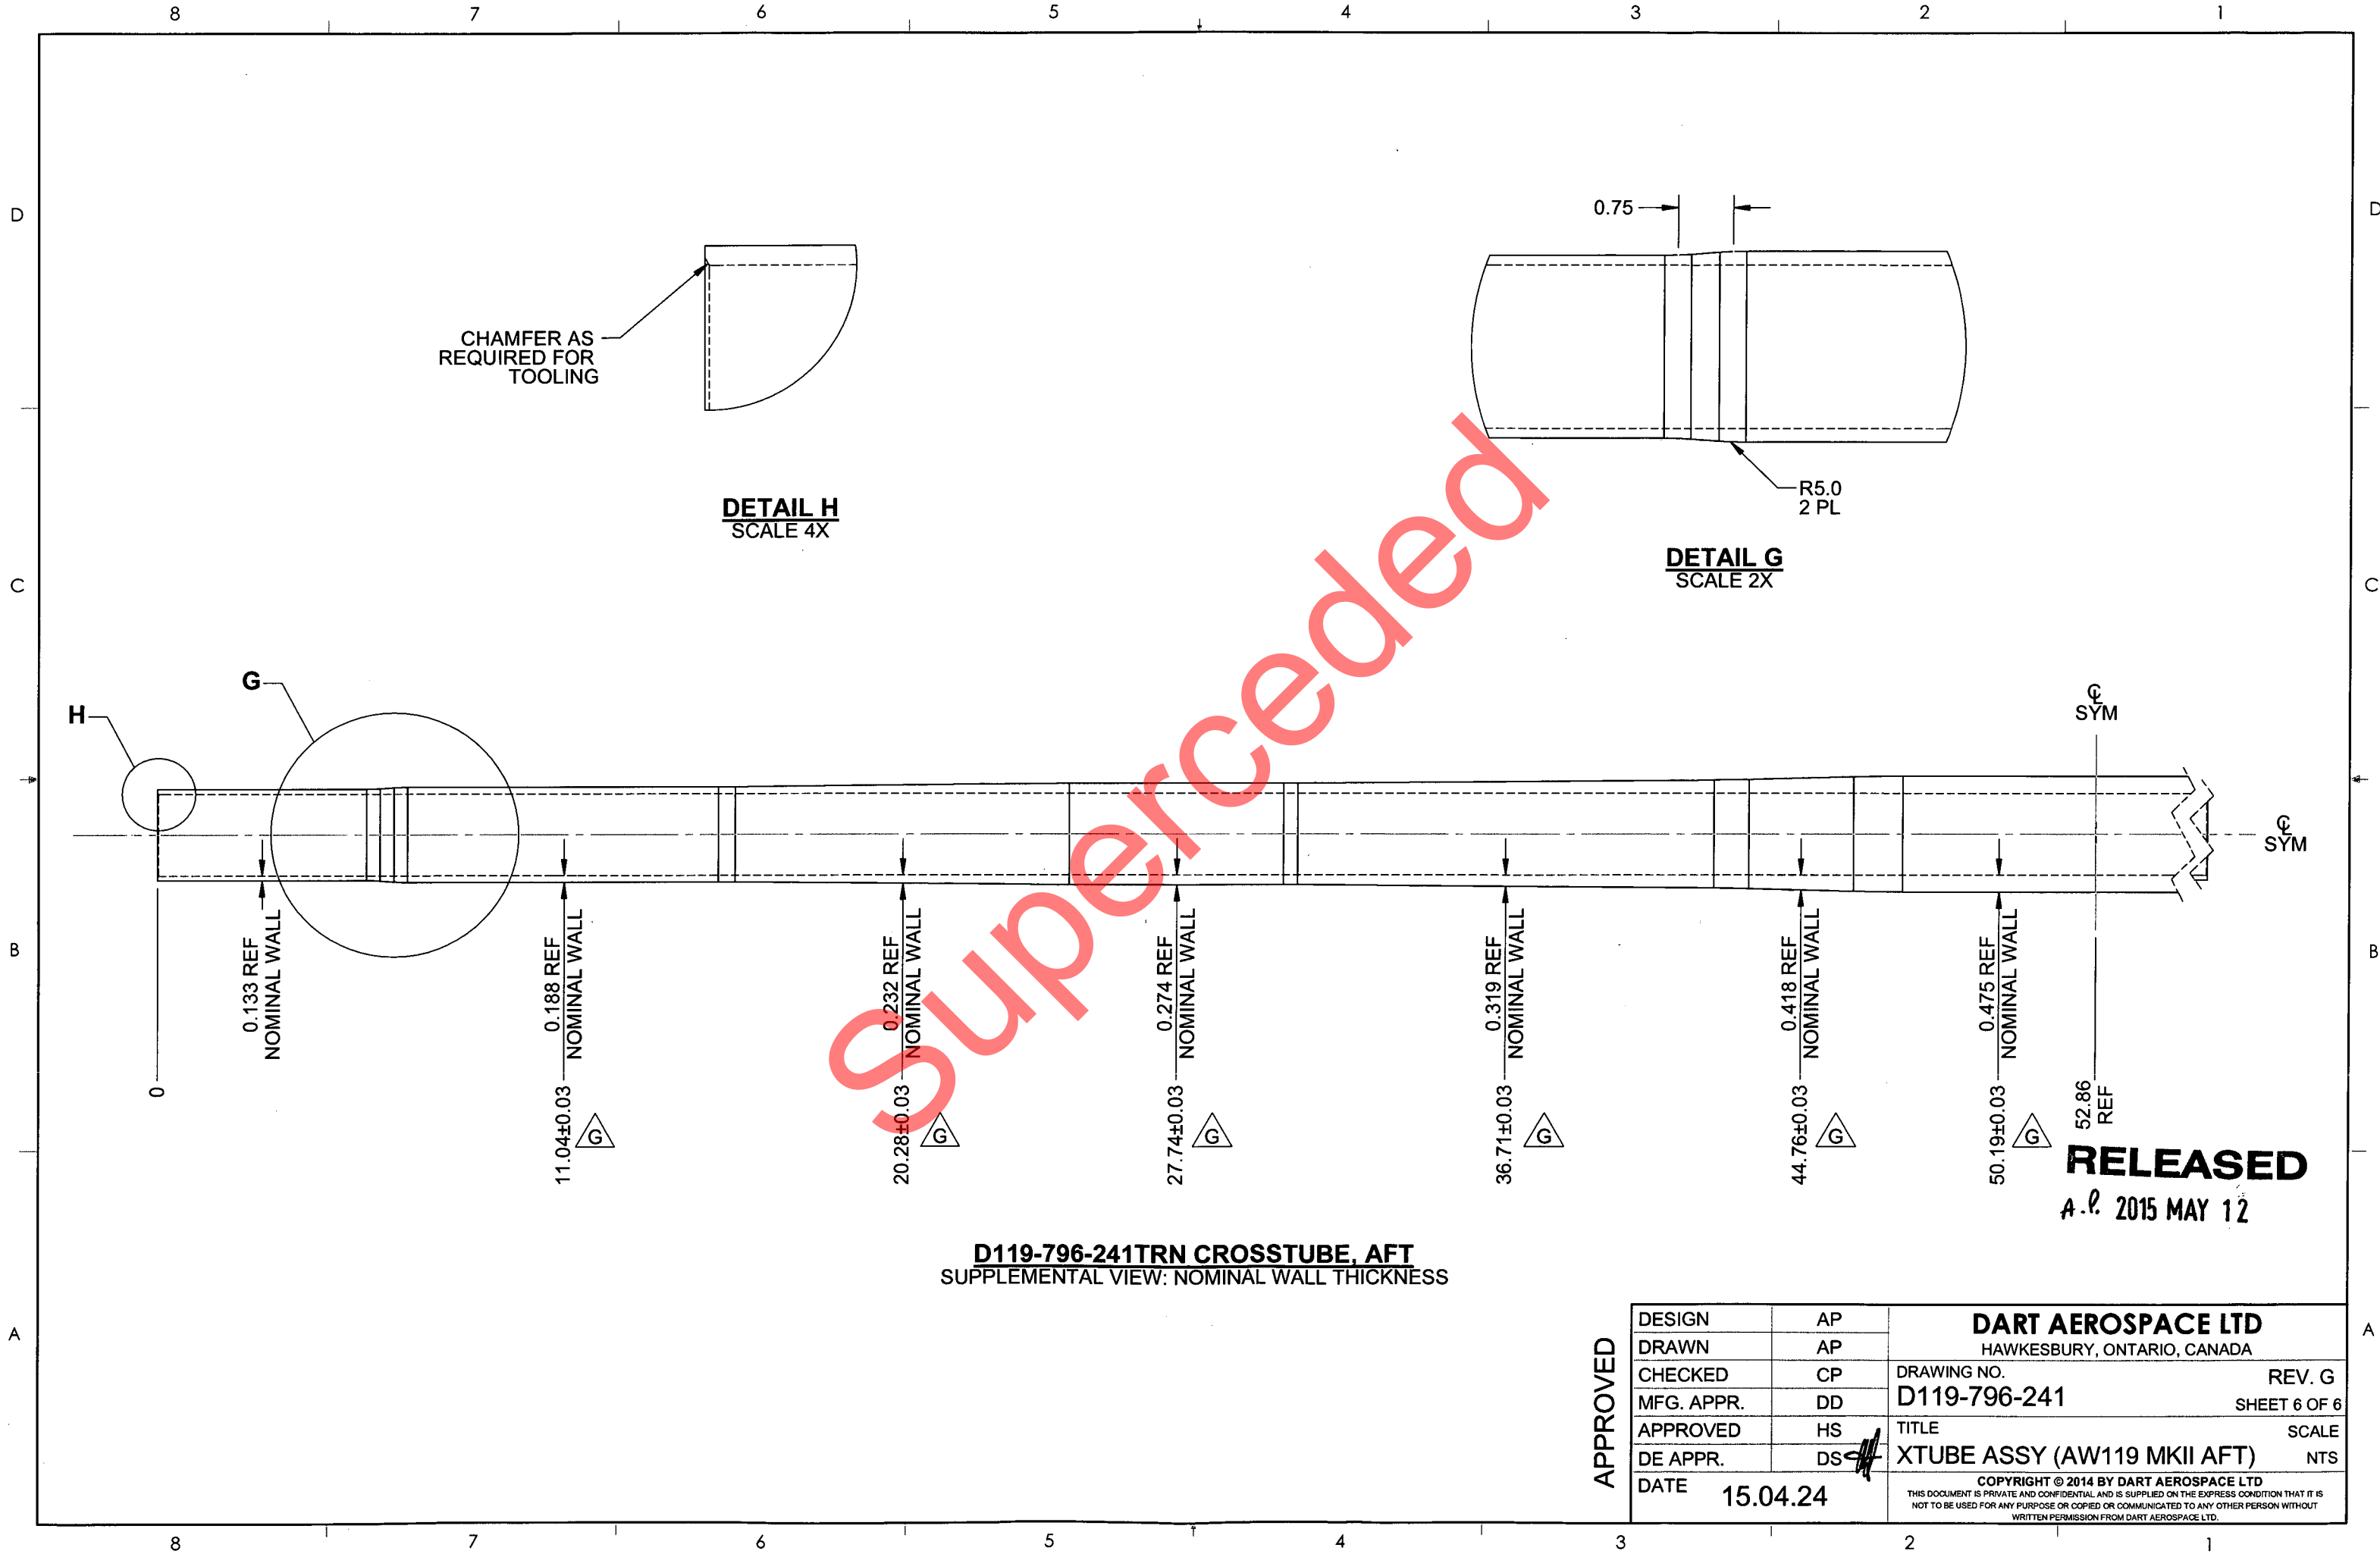 8 7 6 5 4 3 2 1
D
D
0.75
CHAMFER AS
REQUIRED FOR
TOOLING
R5.0
2 PL
DETAIL H
SCALE 4X
DETAIL G
SCALE 2X
C
C
Superceded
G
H
℄
SYM
℄
SYM
B
B
0.133 REF
NOMINAL WALL
0.188 REF
NOMINAL WALL
0.232 REF
NOMINAL WALL
0.274 REF
NOMINAL WALL
0.319 REF
NOMINAL WALL
0.418 REF
NOMINAL WALL
0.475 REF
NOMINAL WALL
0
11.04±0.03
G
20.28±0.03
G
27.74±0.03
G
36.71±0.03
G
44.76±0.03
G
50.19±0.03
G
52.86
REF
RELEASED
A.P. 2015 MAY 12
D119-796-241TRN CROSSTUBE, AFT
SUPPLEMENTAL VIEW: NOMINAL WALL THICKNESS
A
A
APPROVED
DESIGN AP
DRAWN AP
CHECKED CP
MFG. APPR. DD
APPROVED HS
DE APPR. DS
DATE 15.04.24
DART AEROSPACE LTD
HAWKESBURY, ONTARIO, CANADA
DRAWING NO. REV. G
D119-796-241 SHEET 6 OF 6
TITLE SCALE
XTUBE ASSY (AW119 MKII AFT) NTS
COPYRIGHT © 2014 BY DART AEROSPACE LTD
THIS DOCUMENT IS PRIVATE AND CONFIDENTIAL AND IS SUPPLIED ON THE EXPRESS CONDITION THAT IT IS
NOT TO BE USED FOR ANY PURPOSE OR COPIED OR COMMUNICATED TO ANY OTHER PERSON WITHOUT
WRITTEN PERMISSION FROM DART AEROSPACE LTD.
8 7 6 5 4 3 2 1